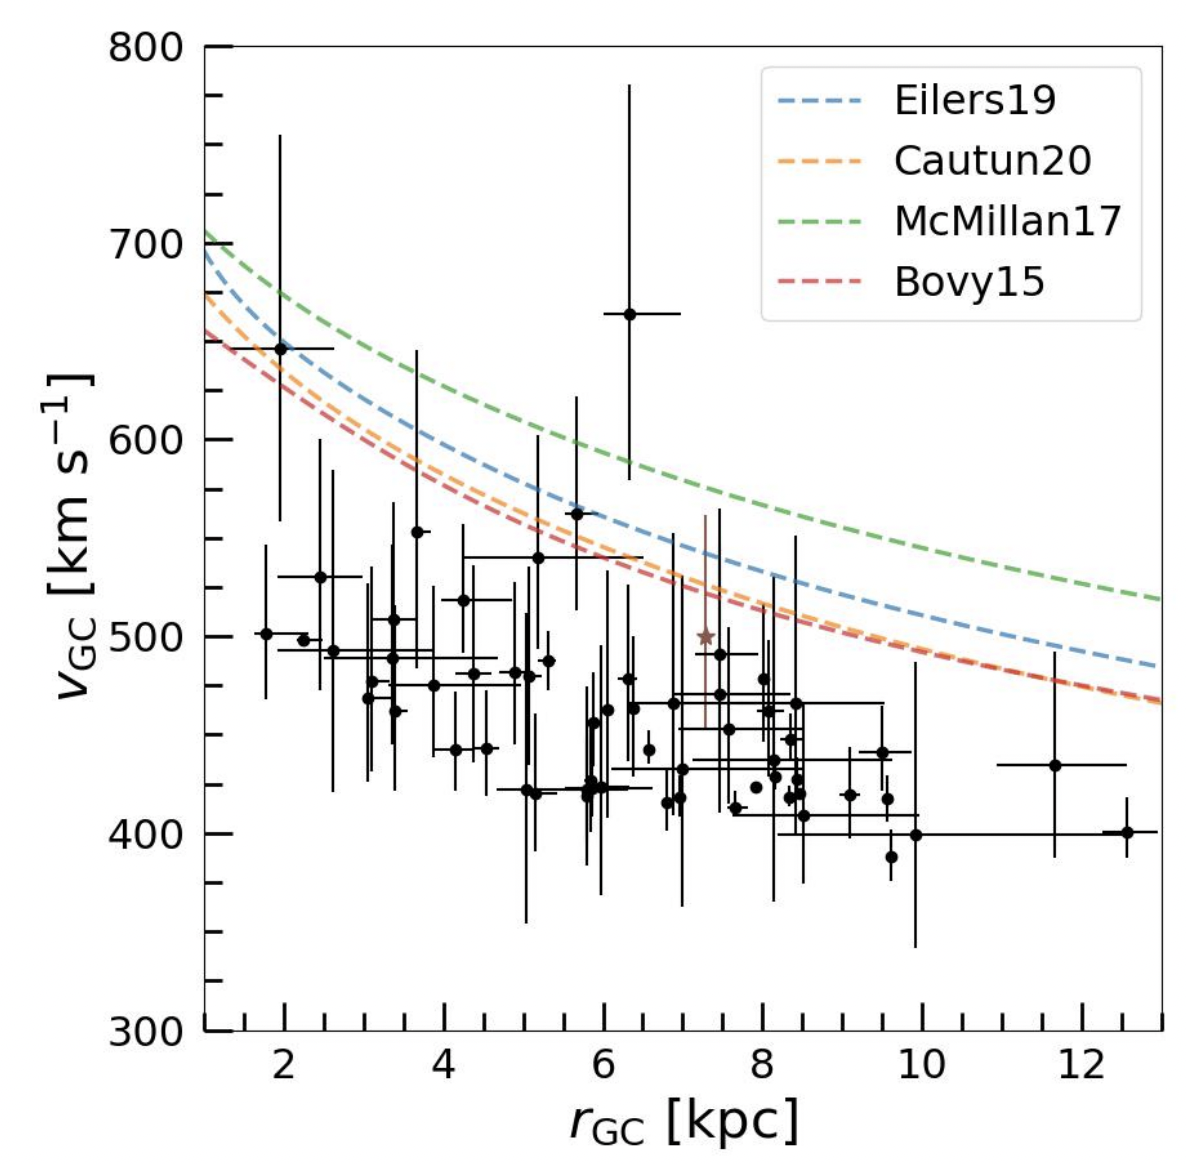 800
700
600
500
400
300
v_GC [km s⁻¹]
Eilers19
Cautun20
McMillan17
Bovy15
2 4 6 8 10 12
r_GC [kpc]